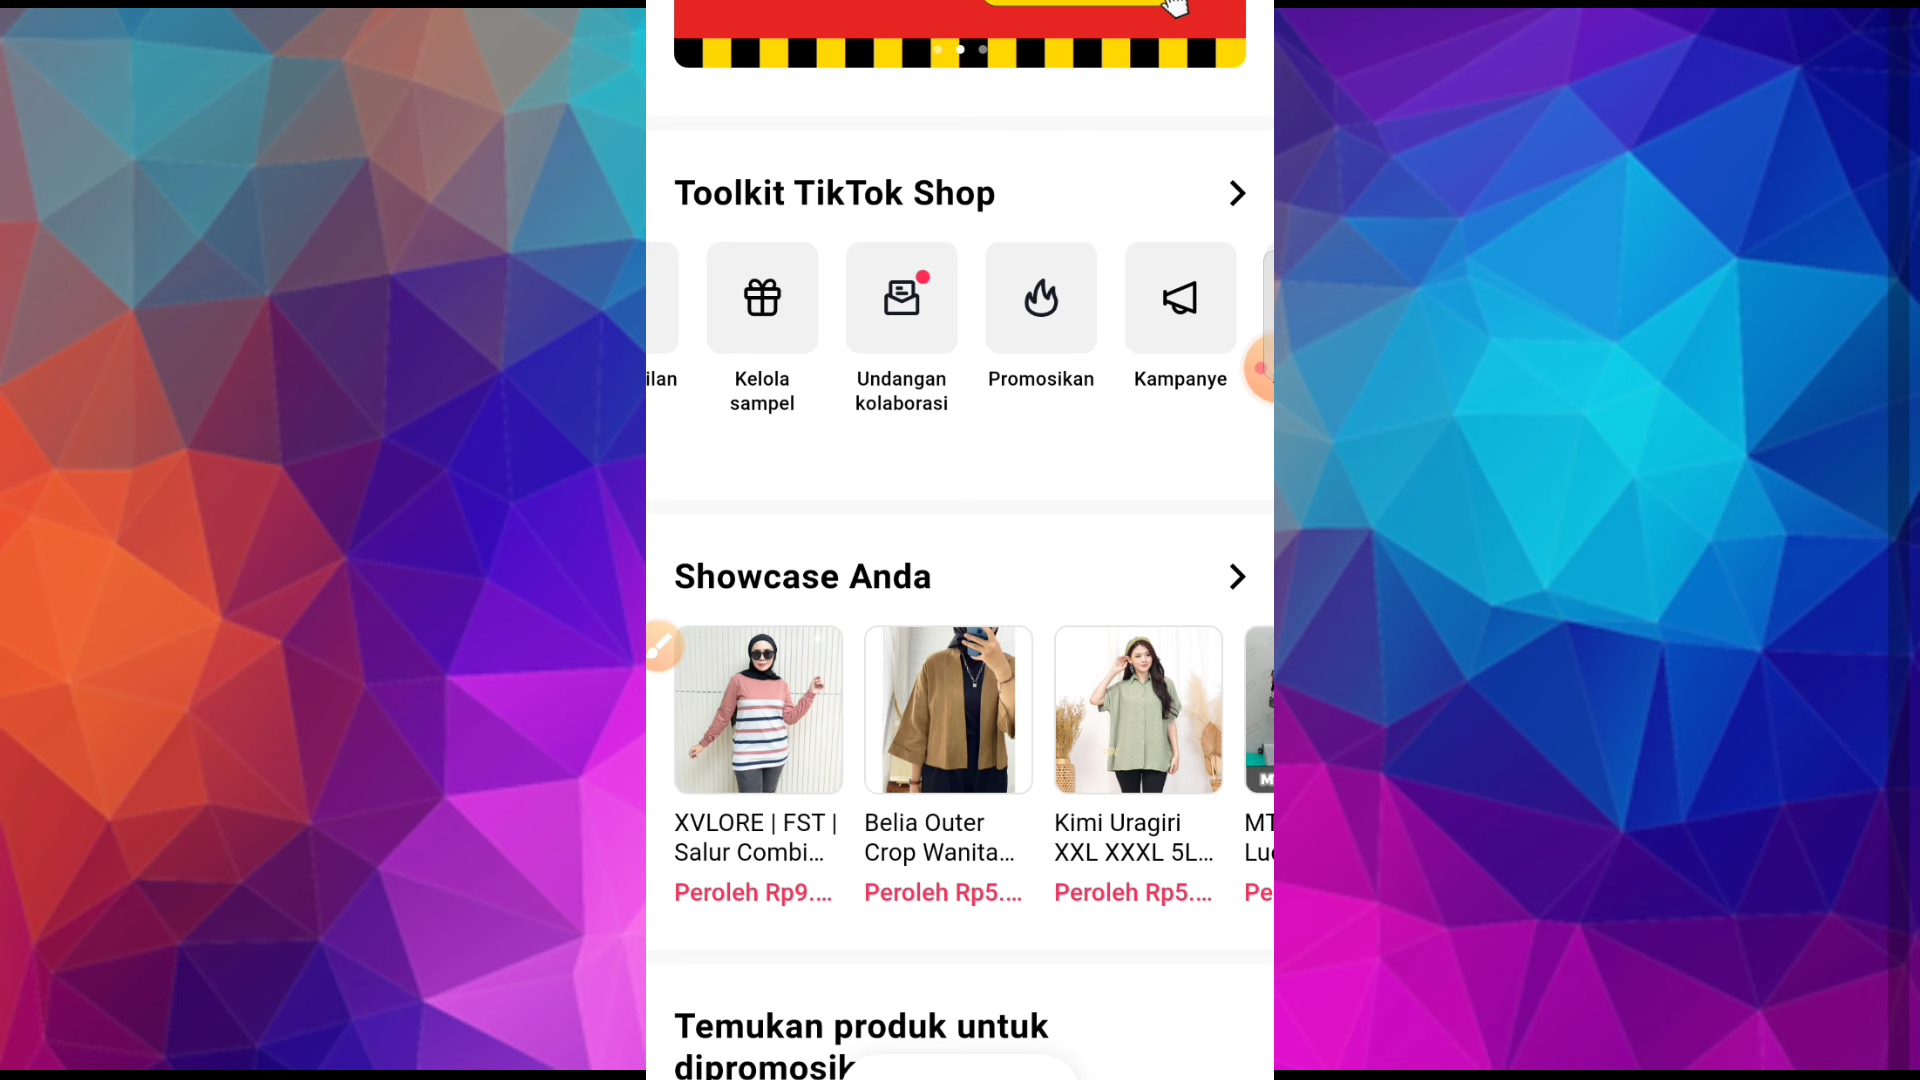 Toolkit TikTok Shop
ilan
Kelola
sampel
Undangan
kolaborasi
Promosikan
Kampanye
Showcase Anda
XVLORE | FST |
Salur Combi...
Peroleh Rp9....
Belia Outer
Crop Wanita...
Peroleh Rp5....
Kimi Uragiri
XXL XXXL 5L...
Peroleh Rp5....
M
MT
Lu
Pe
Temukan produk untuk
dipromosik